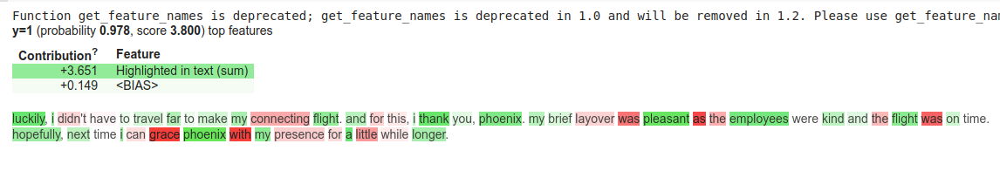 Function get_feature_names is deprecated; get_feature_names is deprecated in 1.0 and will be removed in 1.2. Please use
y=1 (probability 0.978, score 3.800) top features
Contribution? Feature
+3.651 Highlighted in text (sum)
+0.149 <BIAS>
luckily, i didn't have to travel far to make my connecting flight. and for this, i thank you, phoenix. my brief layover was pleasant as the employees were kind and the flight was on time.
hopefully, next time i can grace phoenix with my presence for a little while longer.